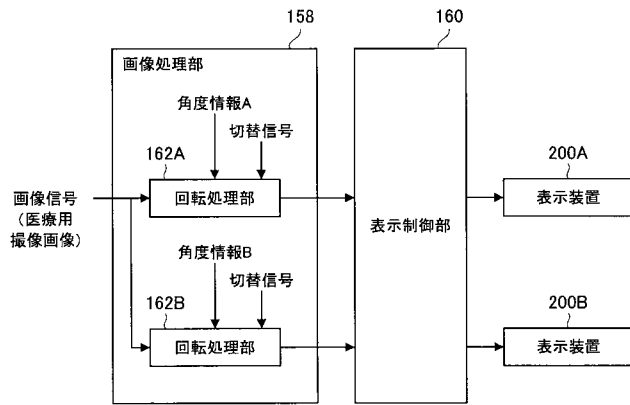 158
160
画像処理部
角度情報A
切替信号
162A
回転処理部
200A
表示装置
画像信号
（医療用
撮像画像）
表示制御部
角度情報B
切替信号
162B
回転処理部
200B
表示装置